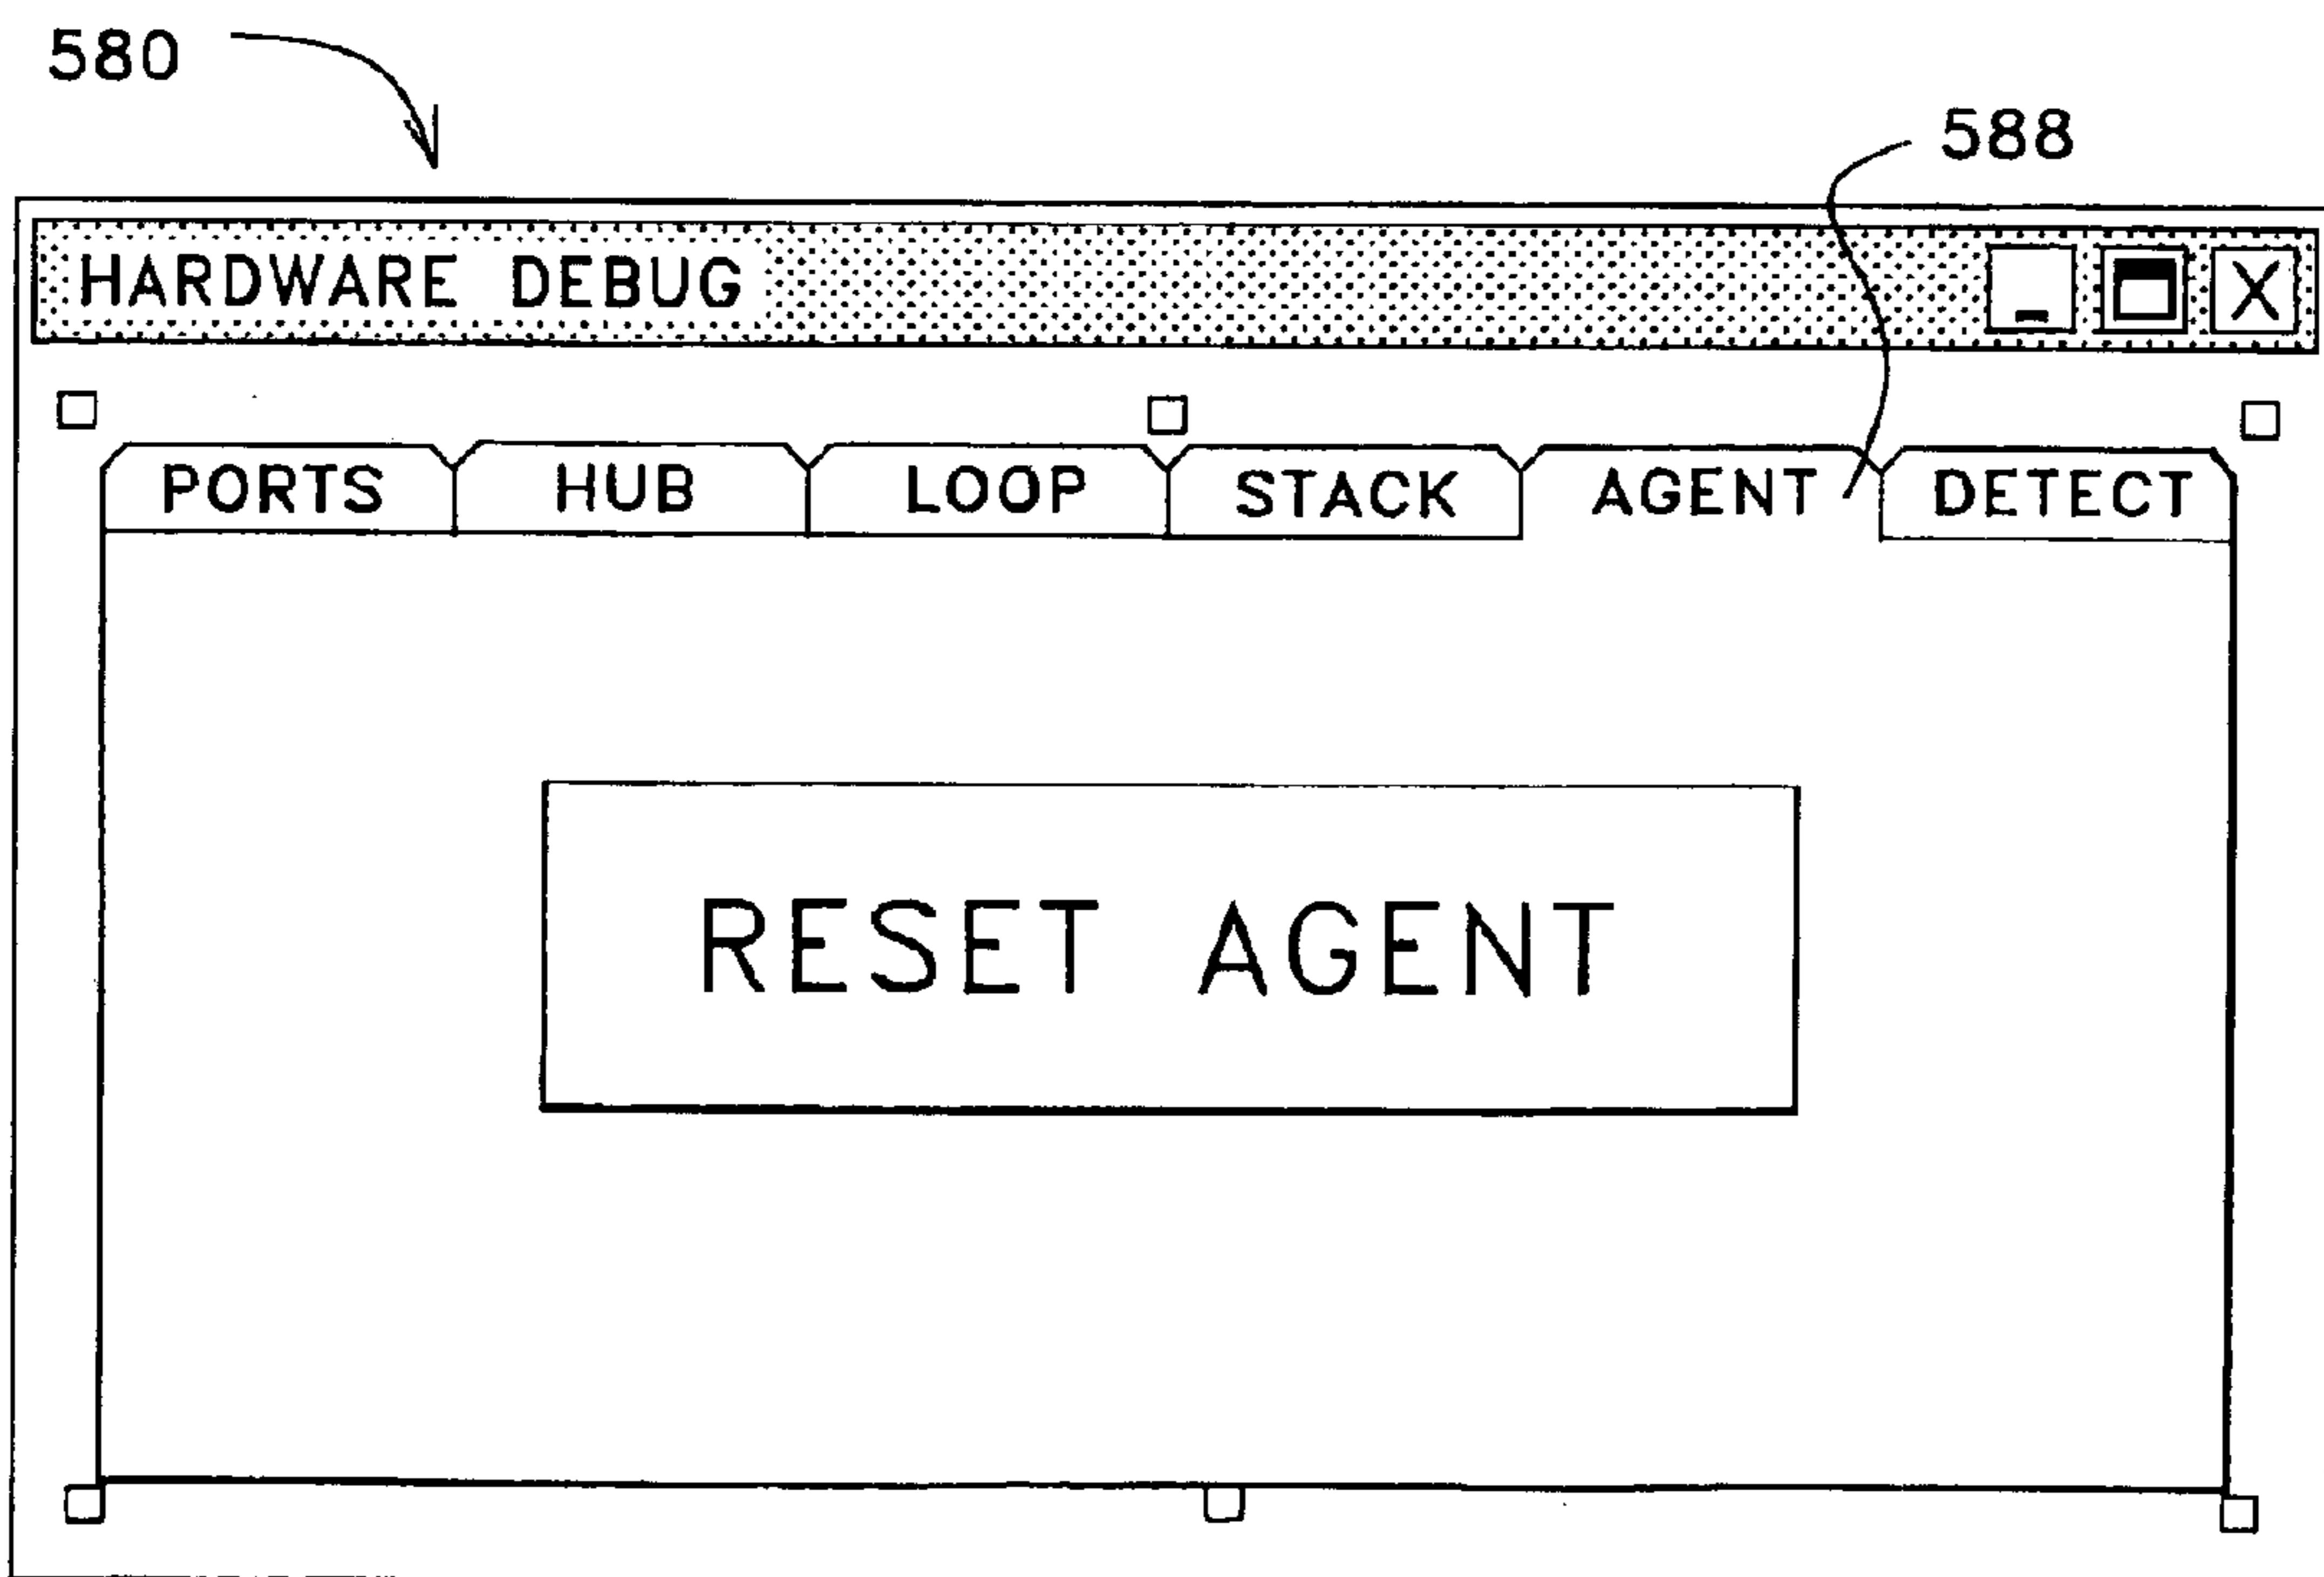 580
588
HARDWARE DEBUG
X
PORTS HUB LOOP STACK AGENT DETECT
RESET AGENT